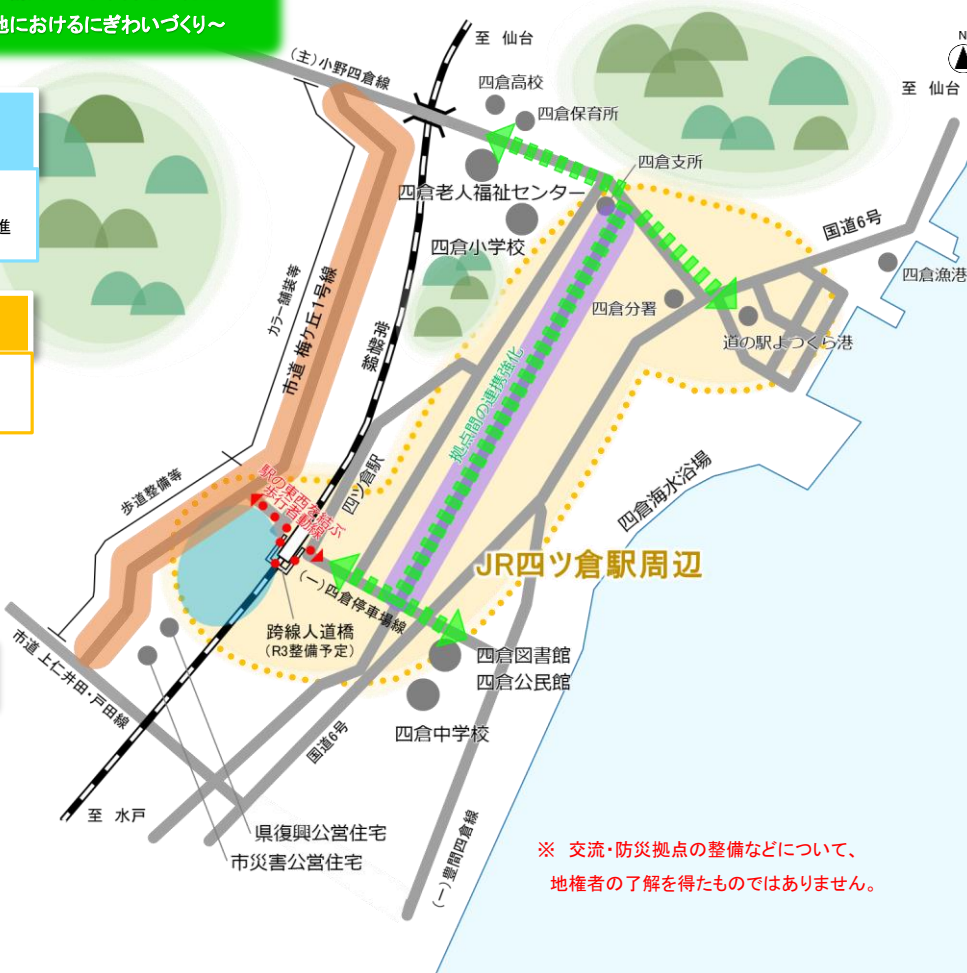 地におけるにぎわいづくり～
進
N
至 仙台
至 仙台
(主)小野四倉線
四倉高校
四倉保育所
四倉支所
四倉老人福祉センター
四倉小学校
国道6号
四倉漁港
四倉分署
道の駅よつくら港
カラー舗装等
市道 梅ケ丘1号線
常磐線
拠点間の連携強化
四倉海水浴場
歩道整備等
駅の東西を結ぶ
歩行者動線
四ツ倉駅
JR四ツ倉駅周辺
(一)四倉停車場線
跨線人道橋
(R3整備予定)
四倉図書館
四倉公民館
四倉中学校
市道 上仁井田・戸田線
国道6号
至 水戸
県復興公営住宅
市災害公営住宅
(一)豊間四倉線
※ 交流・防災拠点の整備などについて、
地権者の了解を得たものではありません。